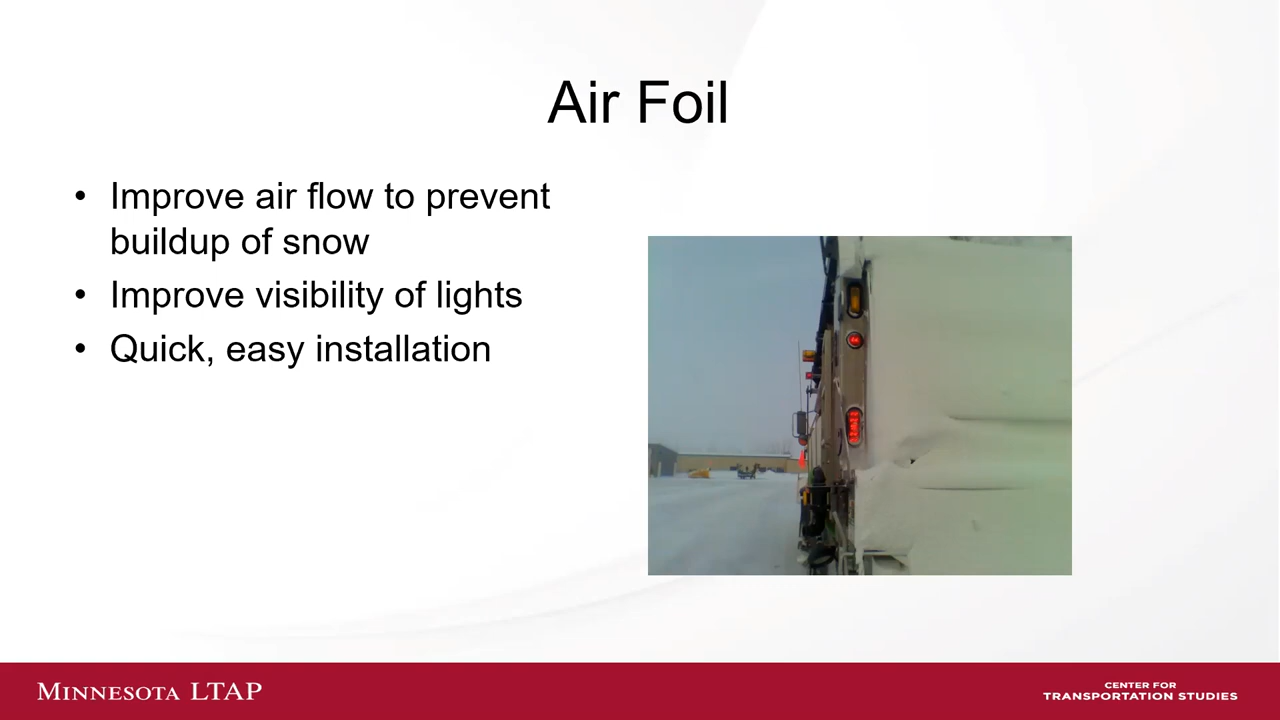 Air Foil
• Improve air flow to prevent
buildup of snow
• Improve visibility of lights
• Quick, easy installation
MINNESOTA LTAP
CENTER FOR
TRANSPORTATION STUDIES